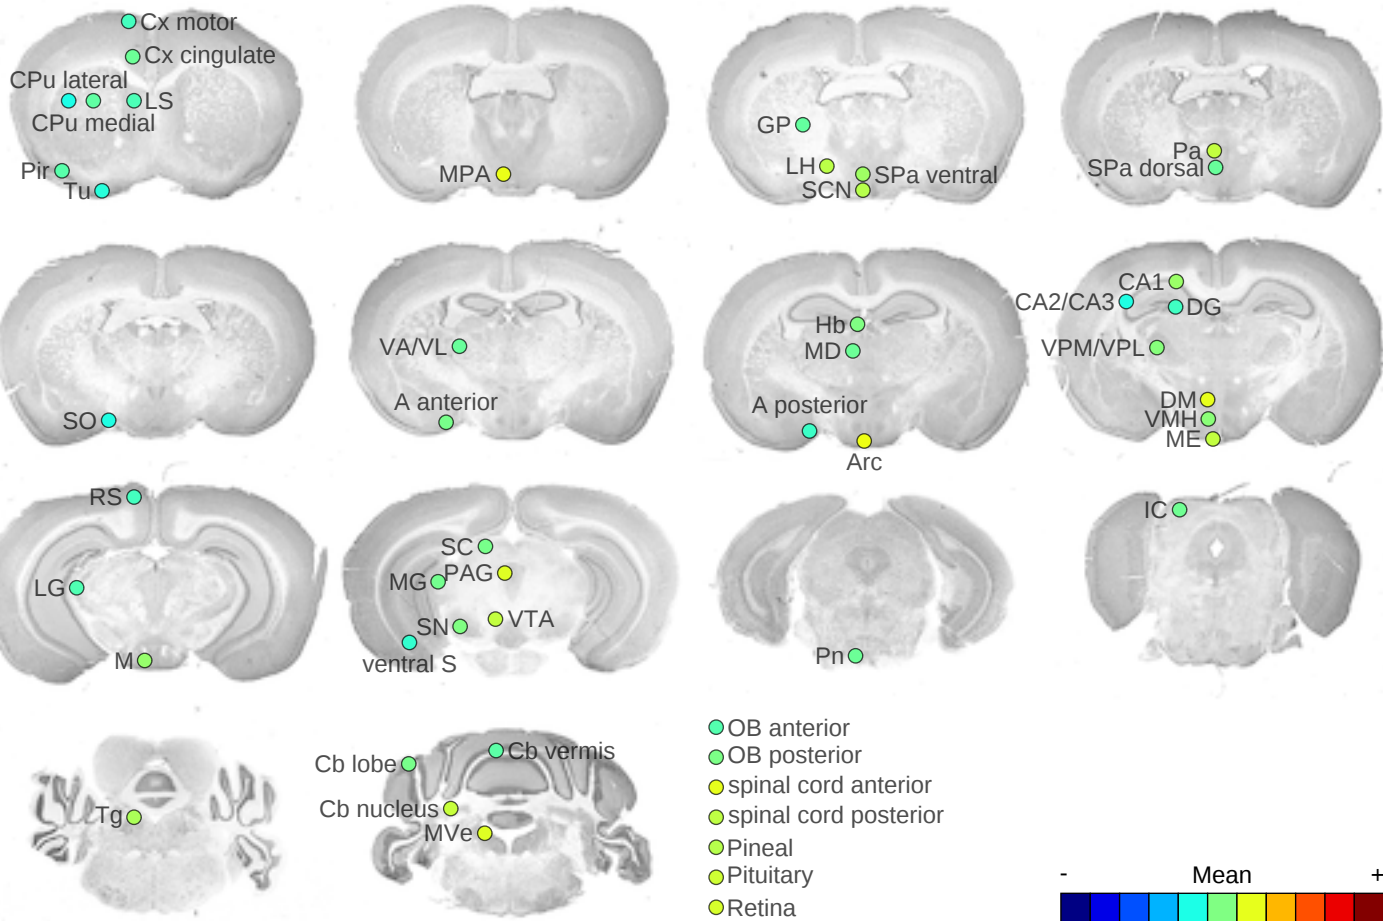 Cx motor
Cx cingulate
CPu lateral
LS
CPu medial
Pir
Tu
MPA
GP
LH
SPa ventral
SCN
Pa
SPa dorsal
SO
VA/VL
A anterior
Hb
MD
A posterior
Arc
CA1
CA2/CA3
DG
VPM/VPL
DM
VMH
ME
RS
LG
M
SC
MG
PAG
SN
VTA
ventral S
Pn
IC
Tg
Cb lobe
Cb vermis
Cb nucleus
MVe
OB anterior
OB posterior
spinal cord anterior
spinal cord posterior
Pineal
Pituitary
Retina
- Mean +